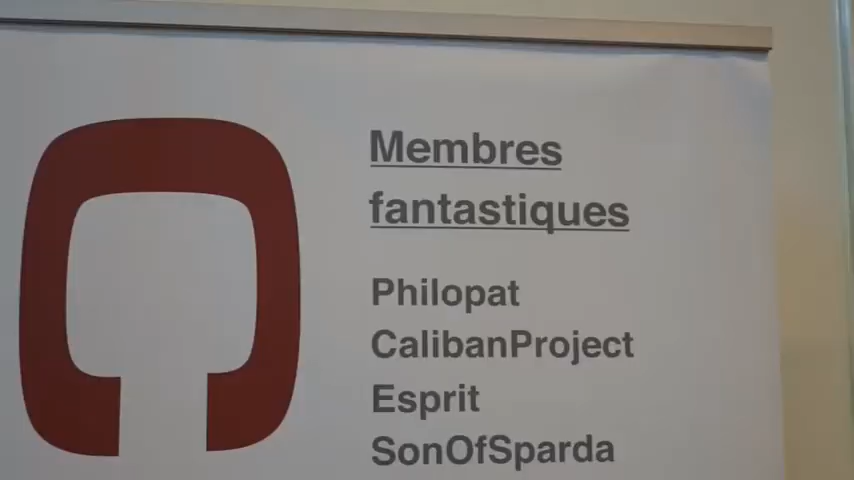 Membres
fantastiques
Philopat
CalibanProject
Esprit
SonOfSparda